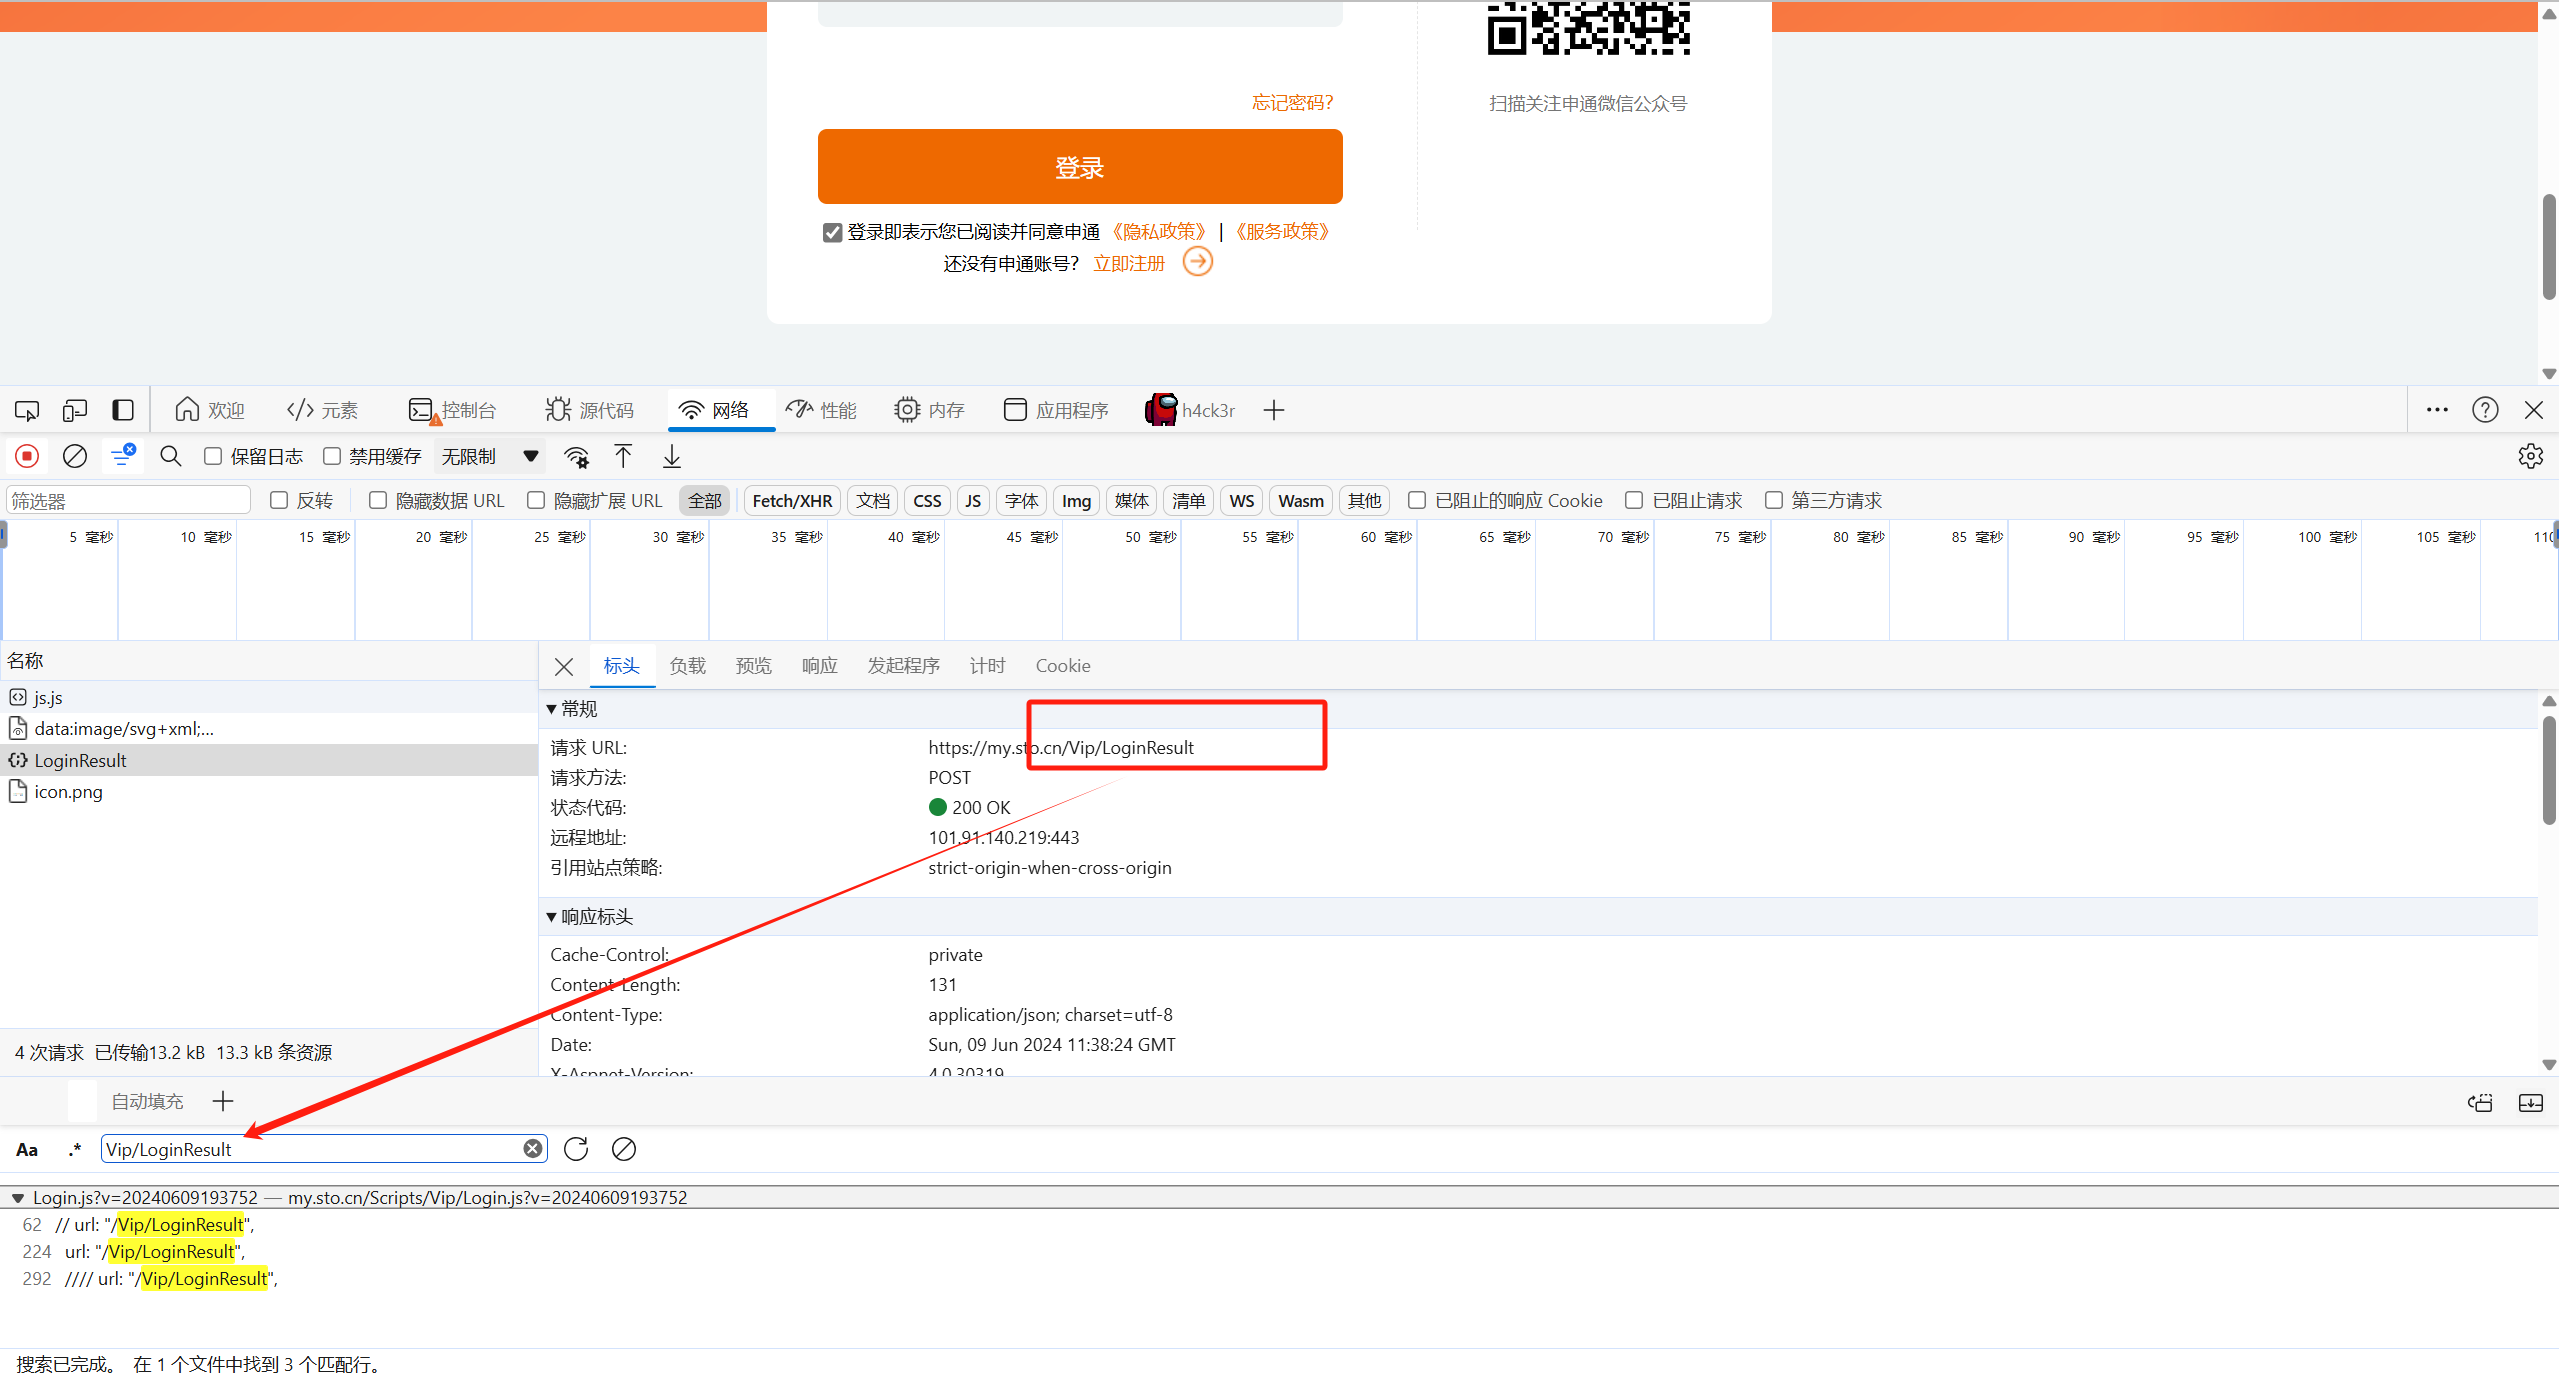 忘记密码?
扫描关注申通微信公众号
登录
登录即表示您已阅读并同意申通 《隐私政策》 | 《服务政策》
还没有申通账号? 立即注册
欢迎 元素 控制台 源代码 网络 性能 内存 应用程序 h4ck3r
保留日志 禁用缓存 无限制
筛选器 反转 隐藏数据 URL 隐藏扩展 URL 全部 Fetch/XHR 文档 CSS JS 字体 Img 媒体 清单 WS Wasm 其他 已阻止的响应 Cookie 已阻止请求 第三方请求
5 毫秒 10 毫秒 15 毫秒 20 毫秒 25 毫秒 30 毫秒 35 毫秒 40 毫秒 45 毫秒 50 毫秒 55 毫秒 60 毫秒 65 毫秒 70 毫秒 75 毫秒 80 毫秒 85 毫秒 90 毫秒 95 毫秒 100 毫秒 105 毫秒 110
名称
js.js
data:image/svg+xml;...
LoginResult
icon.png
4 次请求 已传输13.2 kB 13.3 kB 条资源
标头 负载 预览 响应 发起程序 计时 Cookie
常规
请求 URL: https://my.sto.cn/Vip/LoginResult
请求方法: POST
状态代码: 200 OK
远程地址: 101.91.140.219:443
引用站点策略: strict-origin-when-cross-origin
响应标头
Cache-Control: private
Content-Length: 131
Content-Type: application/json; charset=utf-8
Date: Sun, 09 Jun 2024 11:38:24 GMT
X-Aspnet-Version: 4.0.30319
自动填充
Aa .* Vip/LoginResult
Login.js?v=20240609193752 — my.sto.cn/Scripts/Vip/Login.js?v=20240609193752
62 // url: "/Vip/LoginResult",
224 url: "/Vip/LoginResult",
292 //// url: "/Vip/LoginResult",
搜索已完成。 在 1 个文件中找到 3 个匹配行。